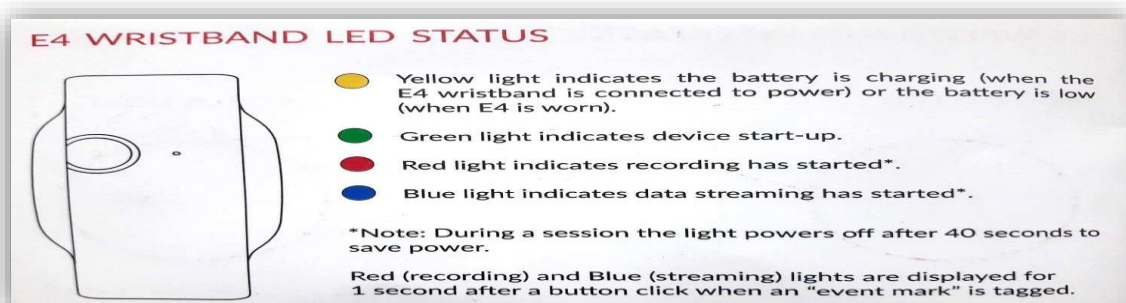 E4 WRISTBAND LED STATUS
Yellow light indicates the battery is charging (when the
E4 wristband is connected to power) or the battery is low
(when E4 is worn).
Green light indicates device start-up.
Red light indicates recording has started*.
Blue light indicates data streaming has started*.
*Note: During a session the light powers off after 40 seconds to
save power.
Red (recording) and Blue (streaming) lights are displayed for
1 second after a button click when an “event mark” is tagged.